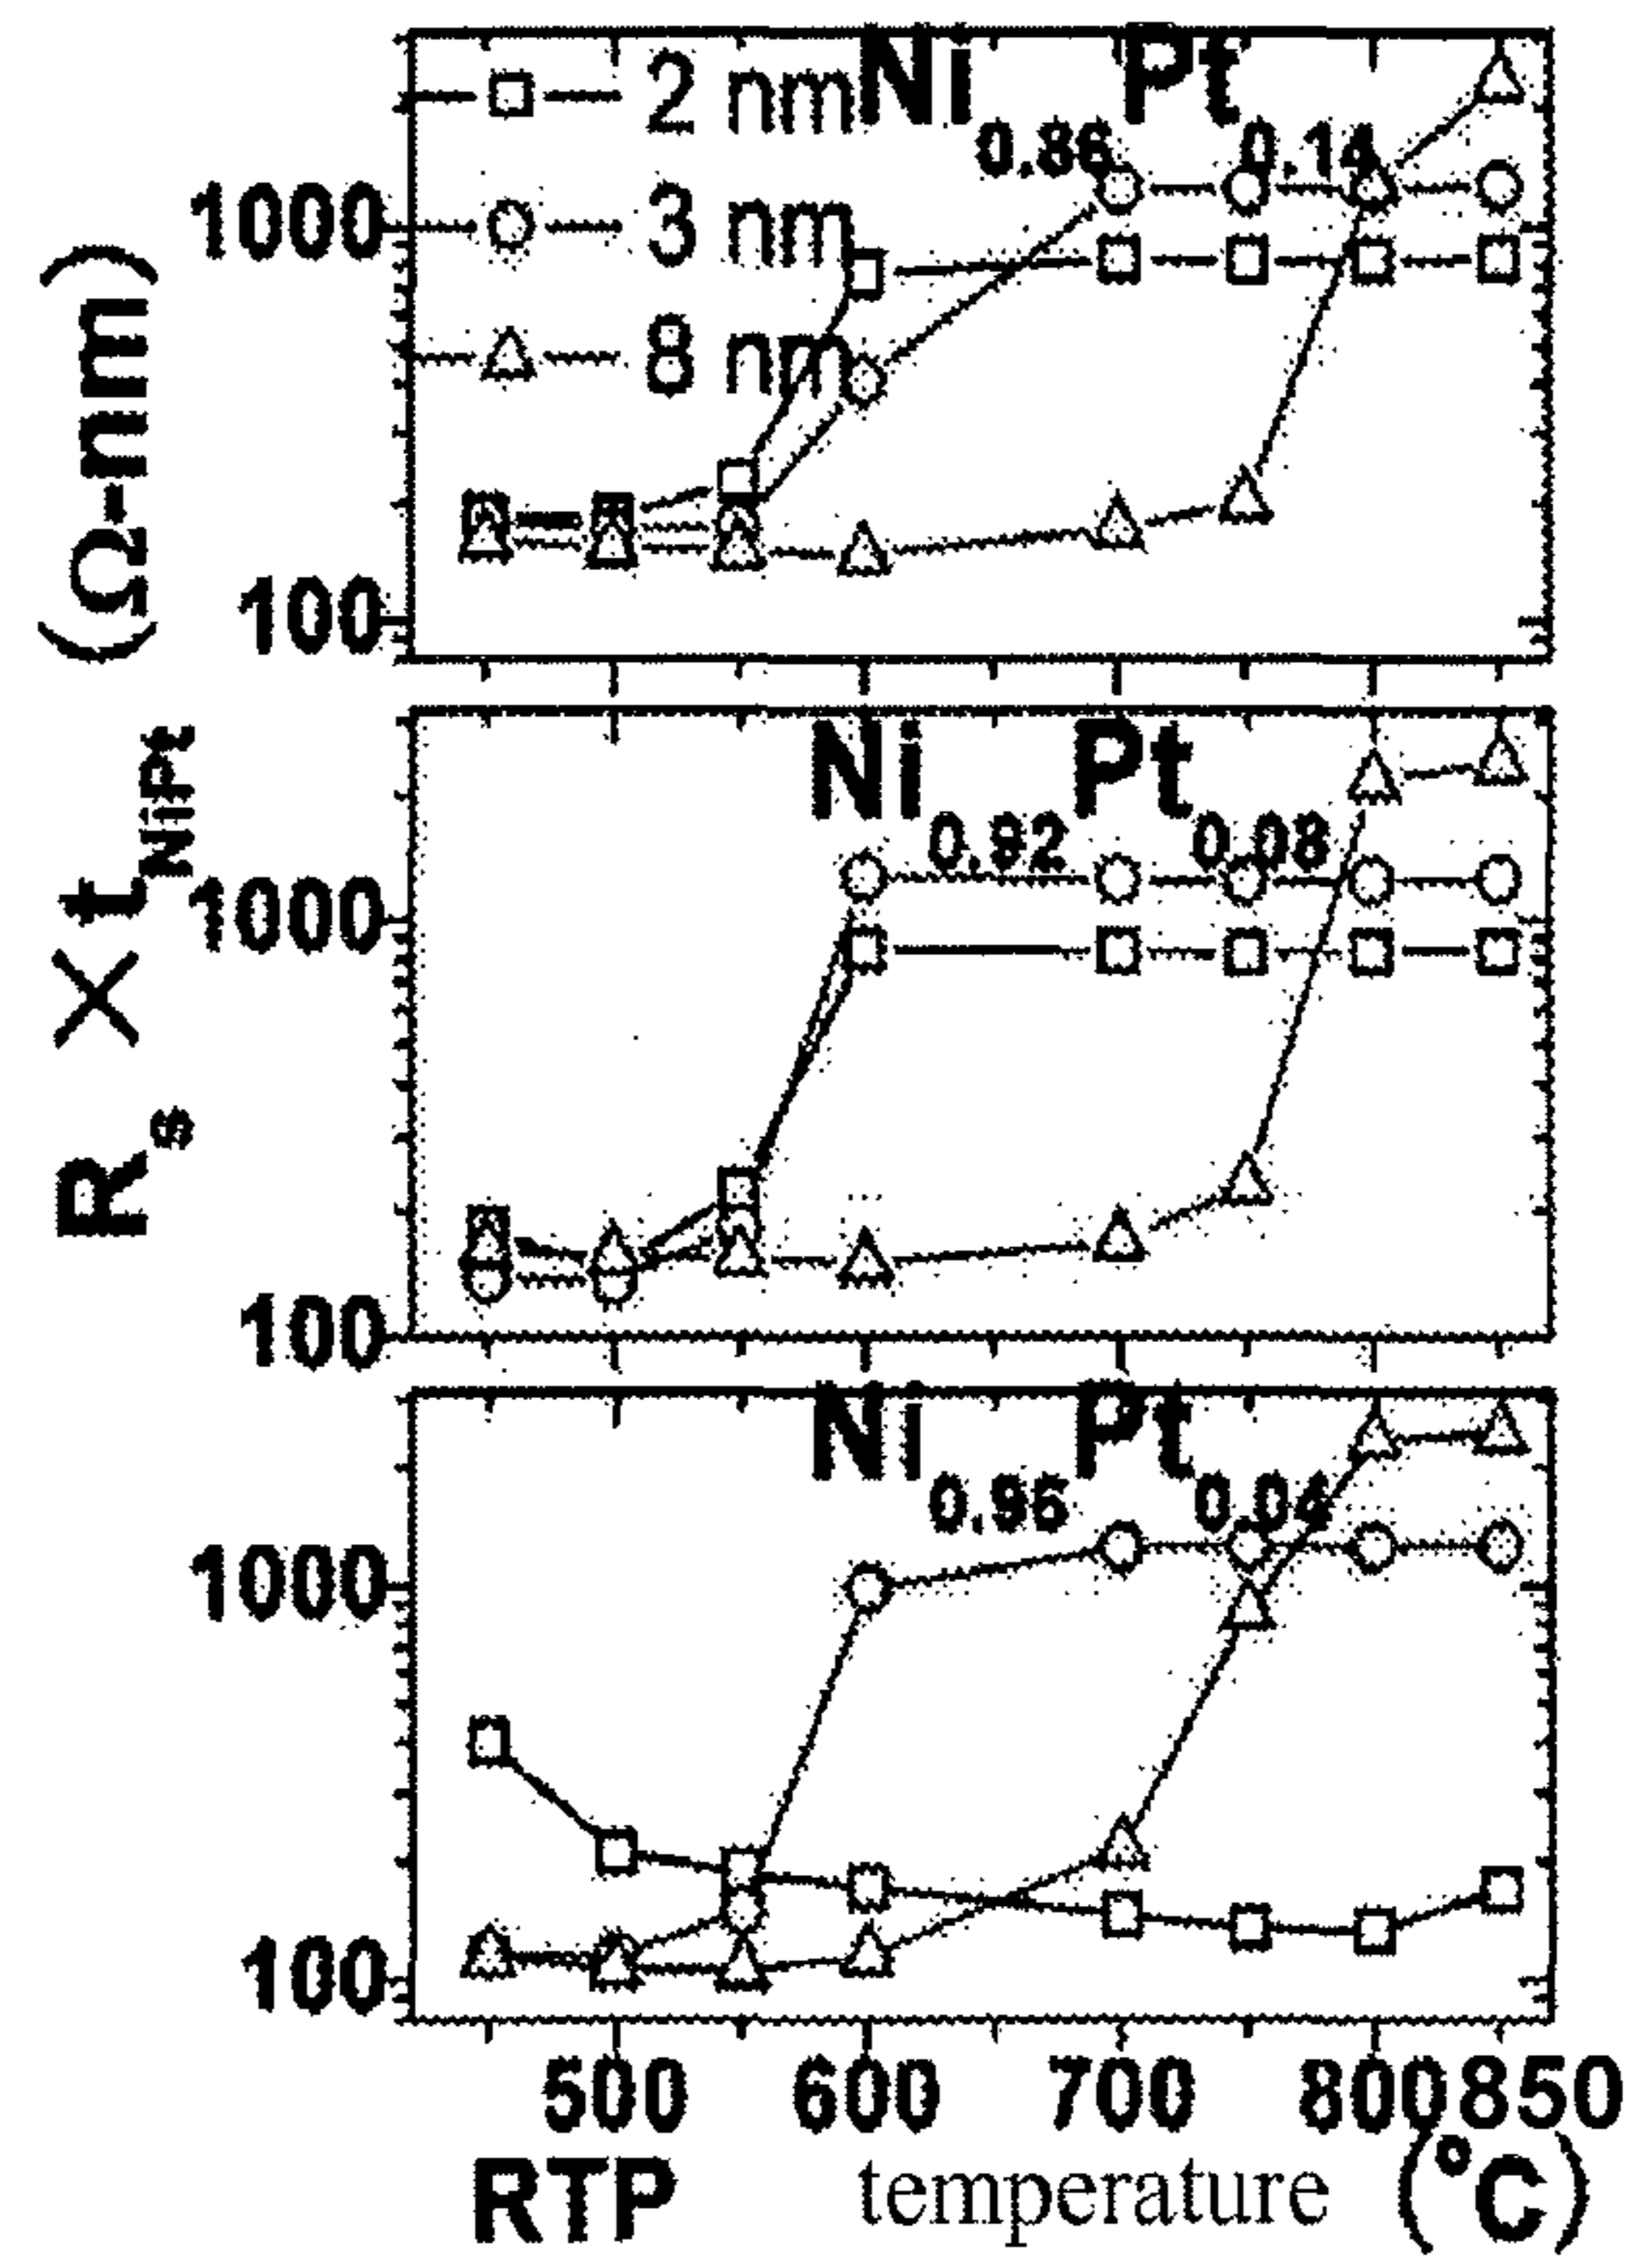 2 nm
3 nm
8 nm
Ni0.86Pt0.14
1000
100
Ni0.92Pt0.08
1000
100
Ni0.96Pt0.04
1000
100
Rs × tNiPt (Ω-nm)
500 600 700 800 850
RTP temperature (°C)